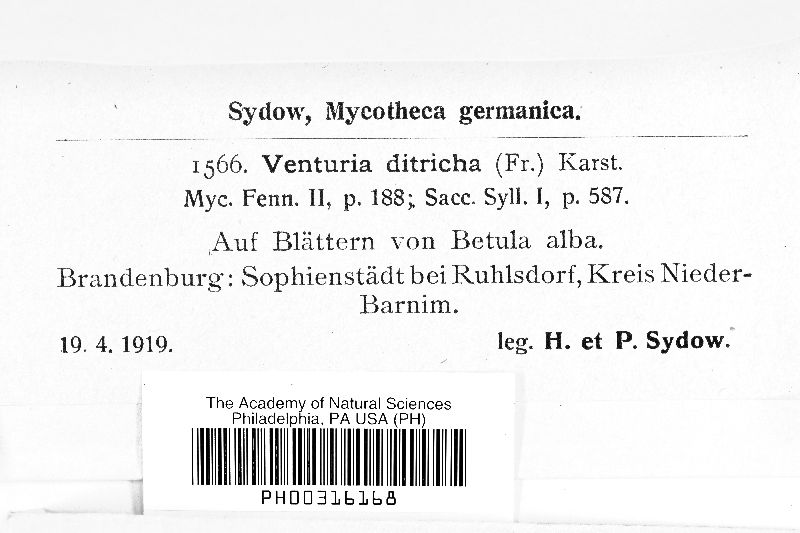 Sydow, Mycotheca germanica.
1566. Venturia ditricha (Fr.) Karst.
Myc. Fenn. II, p. 188; Sacc. Syll. I, p. 587.
Auf Blättern von Betula alba.
Brandenburg: Sophienstädt bei Ruhlsdorf, Kreis Nieder-
Barnim.
19. 4. 1919. leg. H. et P. Sydow.
The Academy of Natural Sciences
Philadelphia, PA USA (PH)
PH00316168